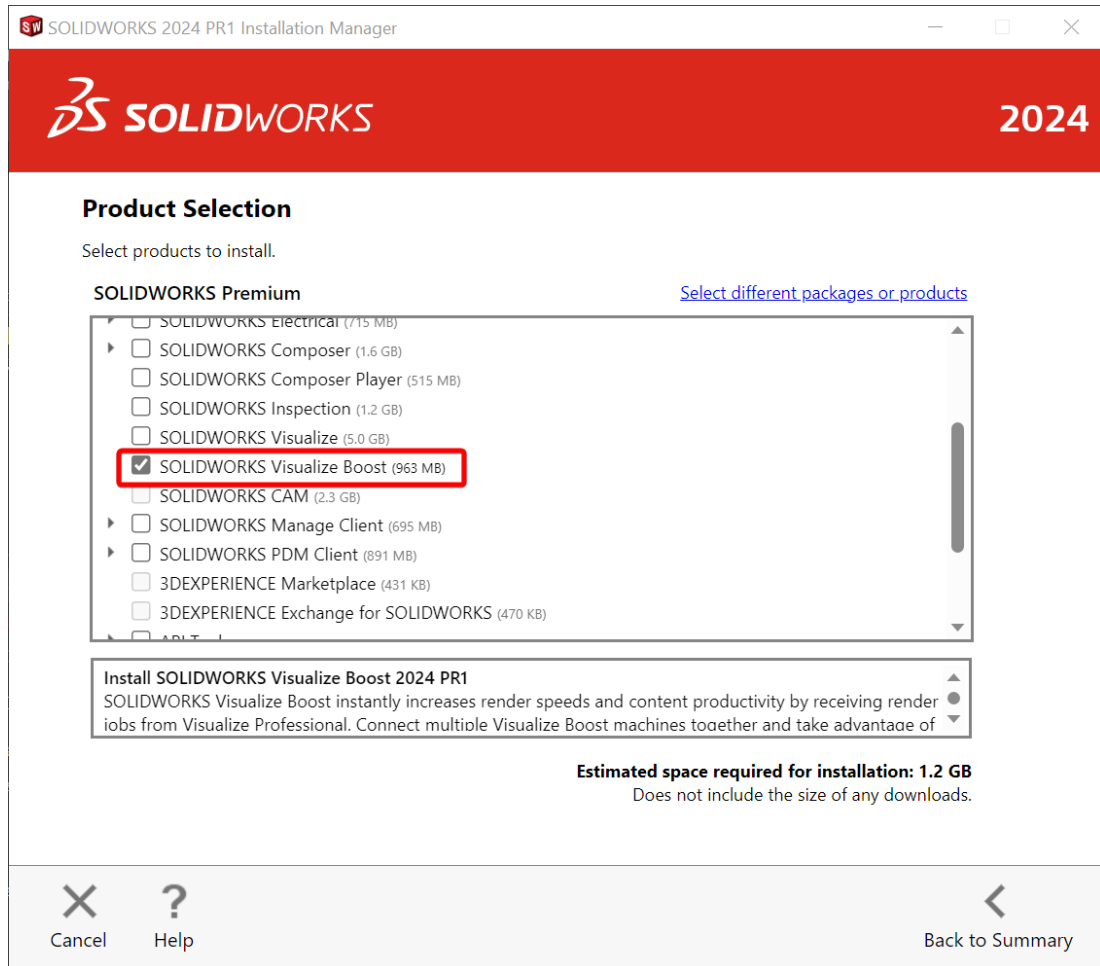 SOLIDWORKS 2024 PR1 Installation Manager
SOLIDWORKS
2024
Product Selection
Select products to install.
SOLIDWORKS Premium
Select different packages or products
SOLIDWORKS Electrical (715 MB)
SOLIDWORKS Composer (1.6 GB)
SOLIDWORKS Composer Player (515 MB)
SOLIDWORKS Inspection (1.2 GB)
SOLIDWORKS Visualize (5.0 GB)
SOLIDWORKS Visualize Boost (963 MB)
SOLIDWORKS CAM (2.3 GB)
SOLIDWORKS Manage Client (695 MB)
SOLIDWORKS PDM Client (891 MB)
3DEXPERIENCE Marketplace (431 KB)
3DEXPERIENCE Exchange for SOLIDWORKS (470 KB)
Install SOLIDWORKS Visualize Boost 2024 PR1
SOLIDWORKS Visualize Boost instantly increases render speeds and content productivity by receiving render
jobs from Visualize Professional. Connect multiple Visualize Boost machines together and take advantage of
Estimated space required for installation: 1.2 GB
Does not include the size of any downloads.
Cancel
Help
Back to Summary